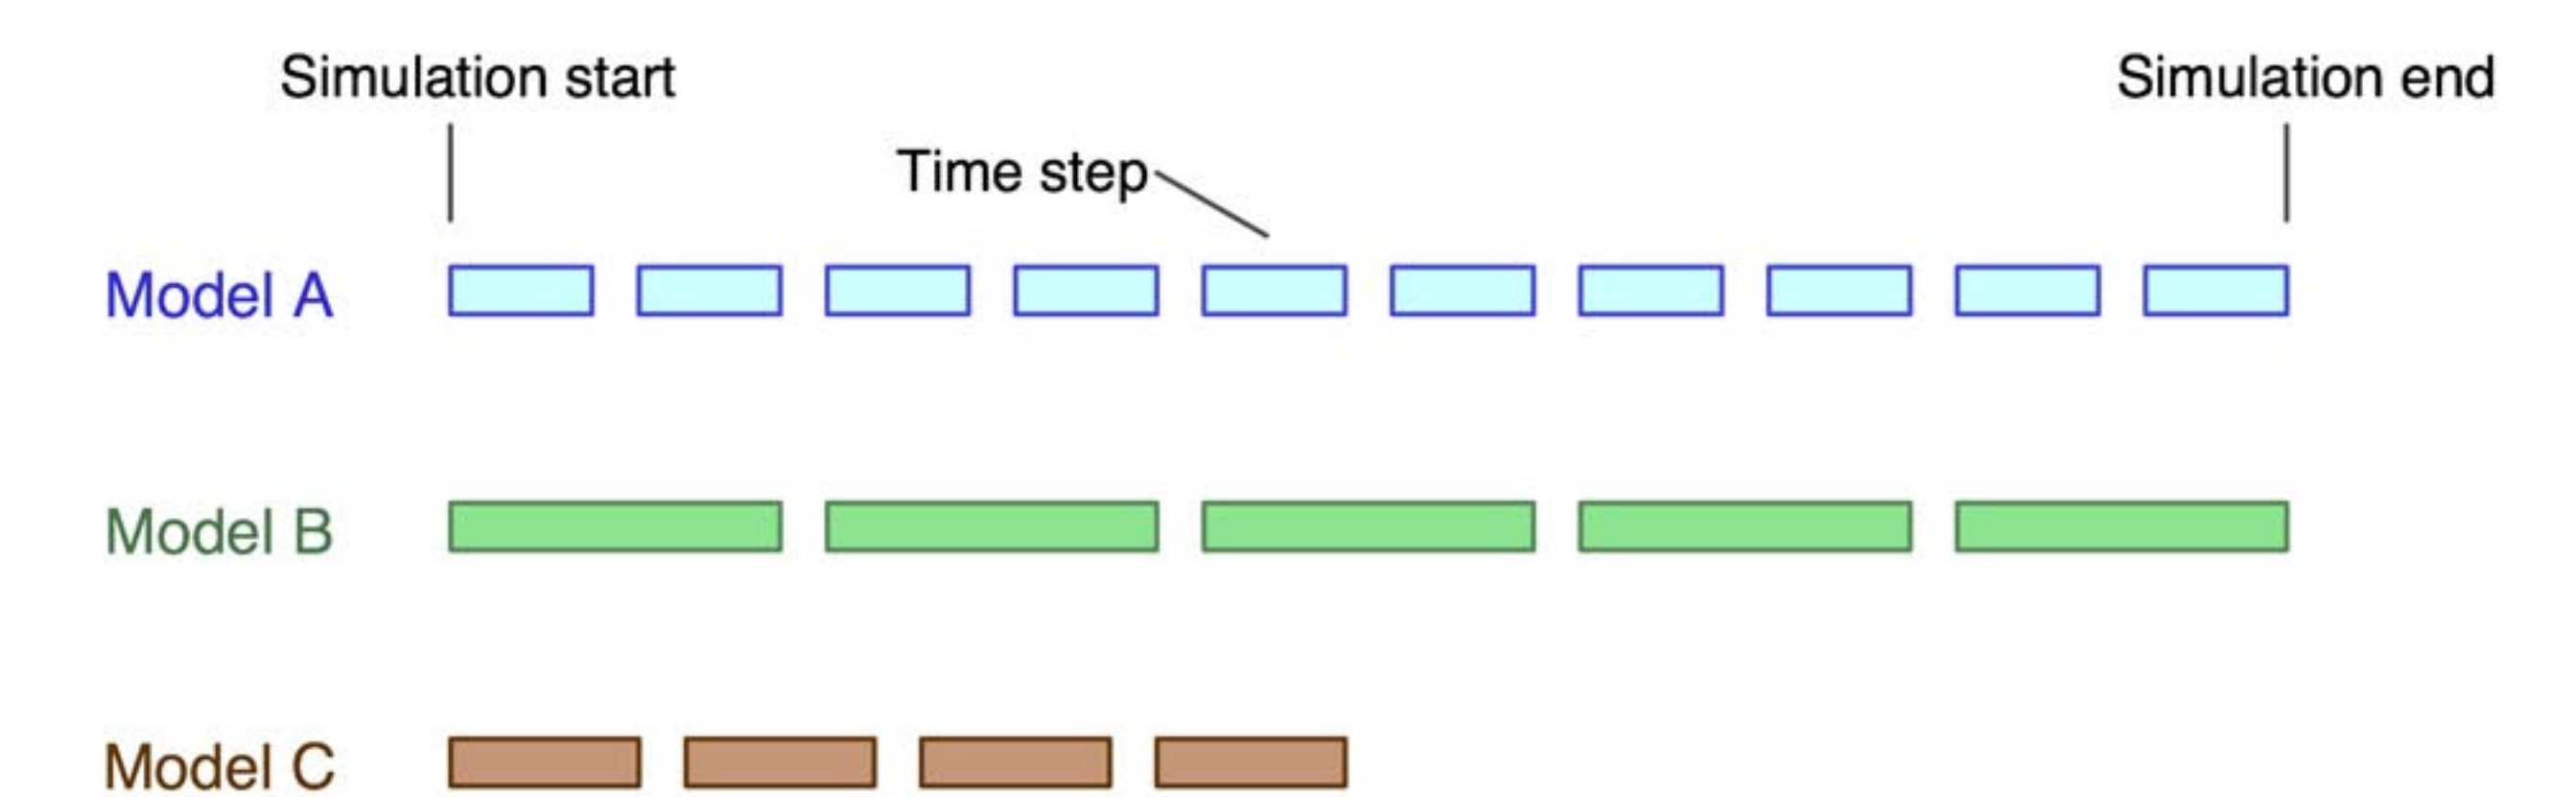 Simulation start
Simulation end
Time step
Model A
Model B
Model C